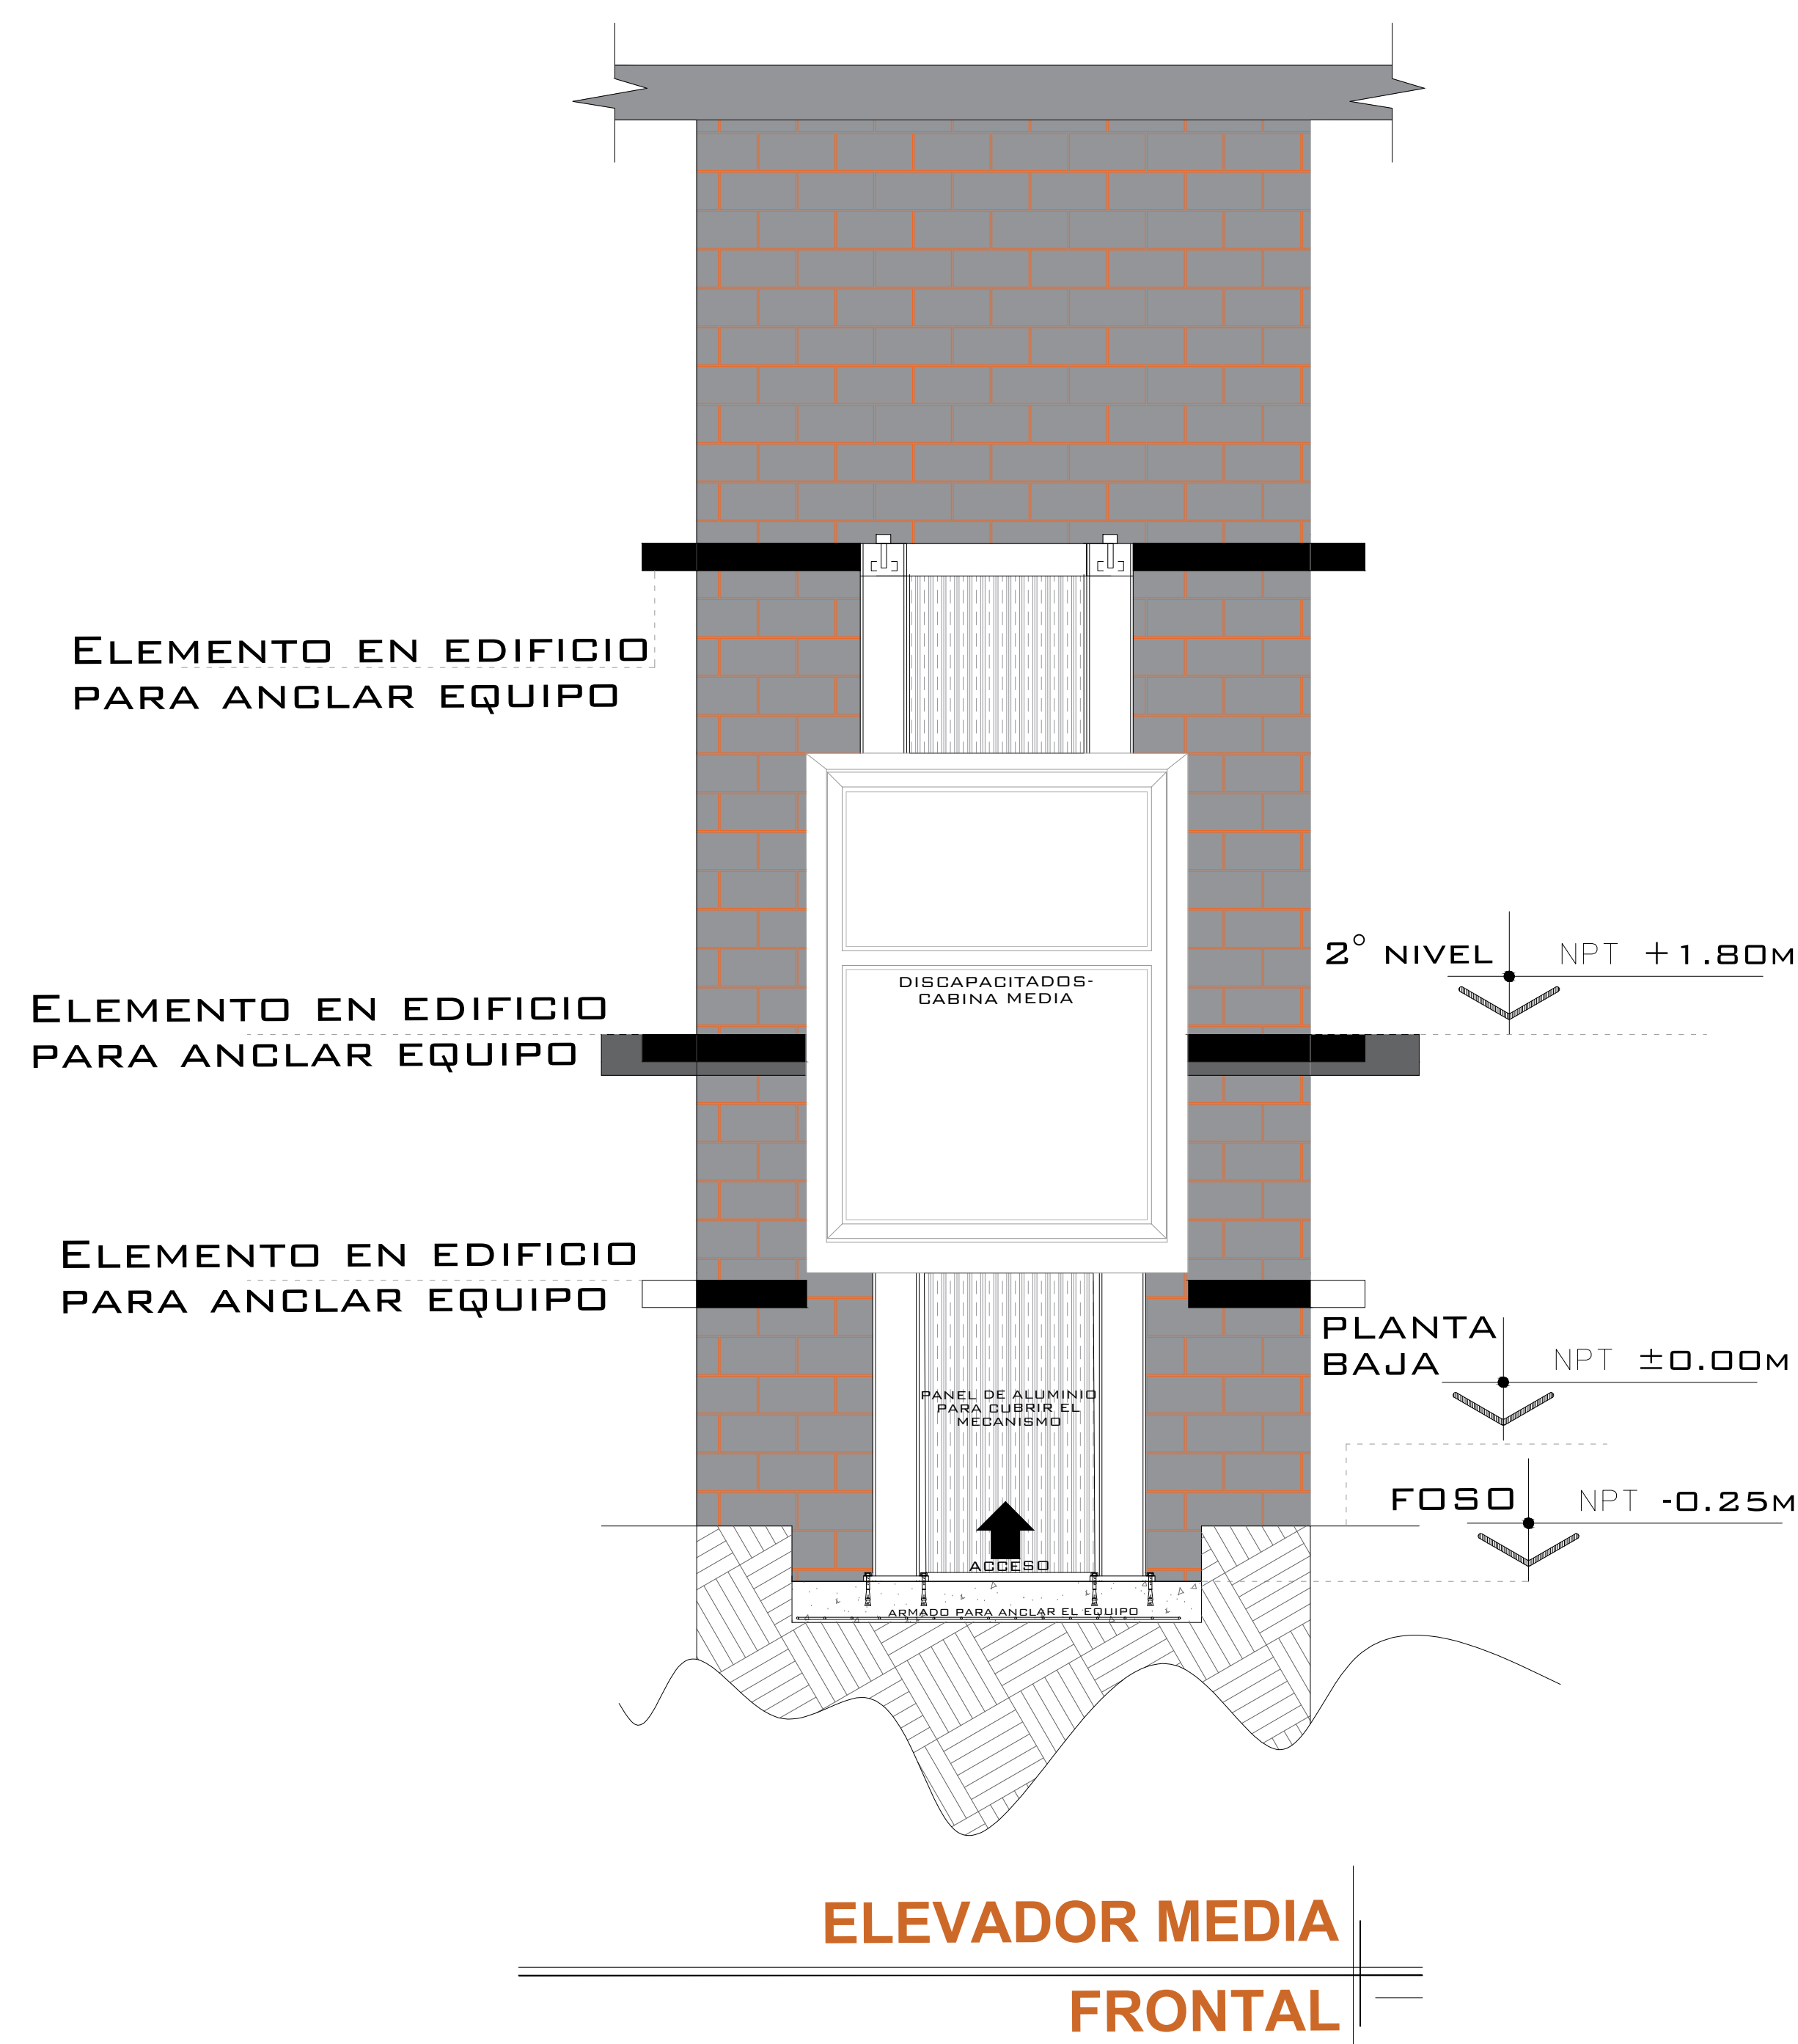 ELEMENTO EN EDIFICIO
PARA ANCLAR EQUIPO
2° NIVEL NPT +1.80M
DISCAPACITADOS-
CABINA MEDIA
ELEMENTO EN EDIFICIO
PARA ANCLAR EQUIPO
ELEMENTO EN EDIFICIO
PARA ANCLAR EQUIPO
PLANTA
BAJA NPT ±0.00M
PANEL DE ALUMINIO
PARA CUBRIR EL
MECANISMO
FOSO NPT -0.25M
ACCESO
ARMADO PARA ANCLAR EL EQUIPO
ELEVADOR MEDIA
FRONTAL